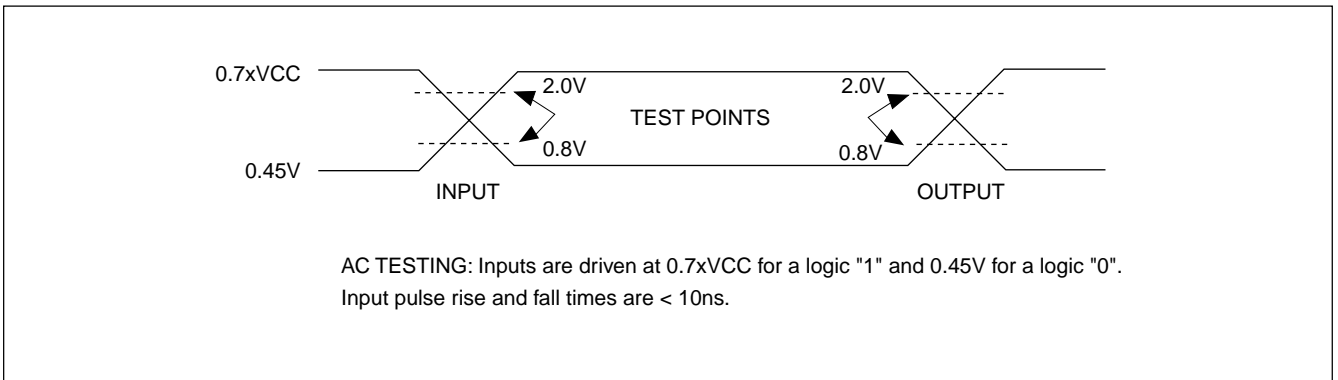 0.7xVCC
2.0V
2.0V
TEST POINTS
0.8V
0.8V
0.45V
INPUT
OUTPUT
AC TESTING: Inputs are driven at 0.7xVCC for a logic "1" and 0.45V for a logic "0".
Input pulse rise and fall times are < 10ns.